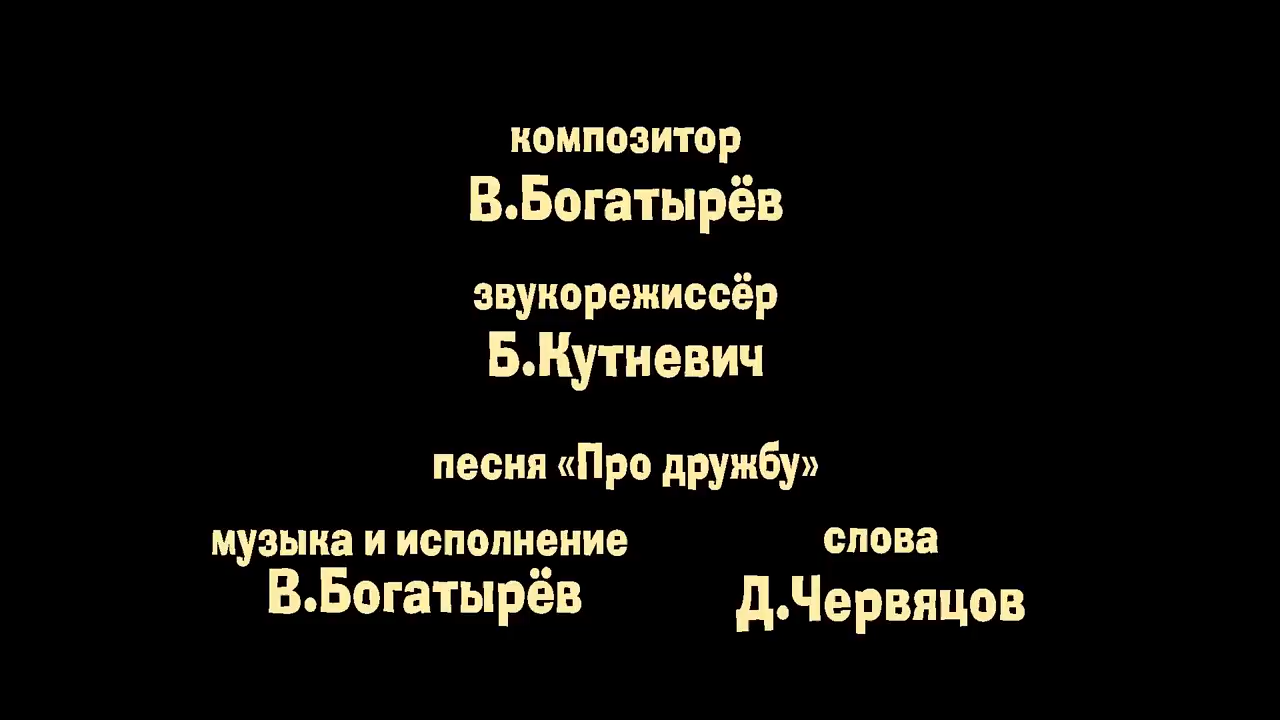 композитор
В.Богатырёв
звукорежиссёр
Б.Кутневич
песня «Про дружбу»
музыка и исполнение
В.Богатырёв
слова
Д.Червяцов